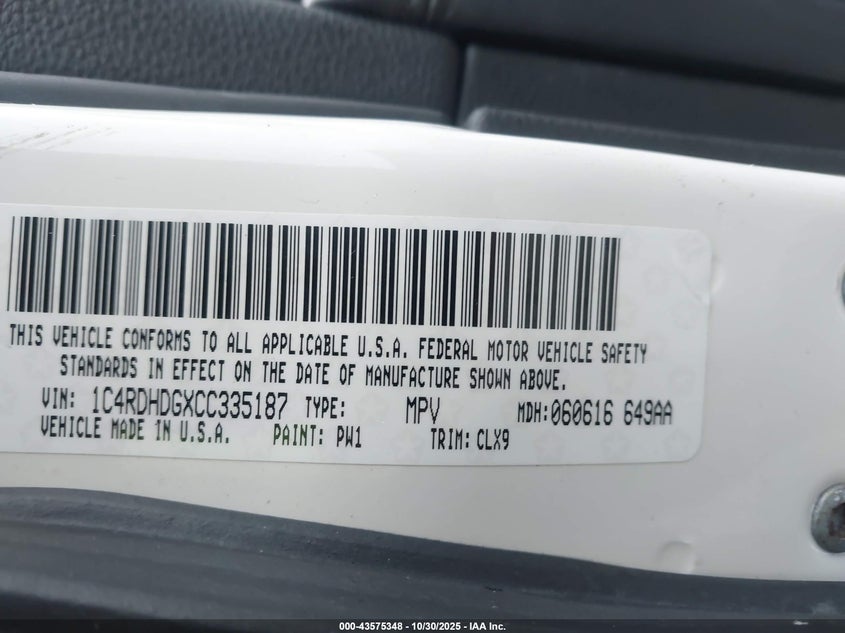 THIS VEHICLE CONFORMS TO ALL APPLICABLE U.S.A. FEDERAL MOTOR VEHICLE SAFETY
STANDARDS IN EFFECT ON THE DATE OF MANUFACTURE SHOWN ABOVE.
VIN: 1C4RDHDGXCC335187 TYPE: MPV MDH:060616 649AA
VEHICLE MADE IN U.S.A. PAINT: PW1 TRIM: CLX9
000-43575348 - 10/30/2025 - IAA Inc.